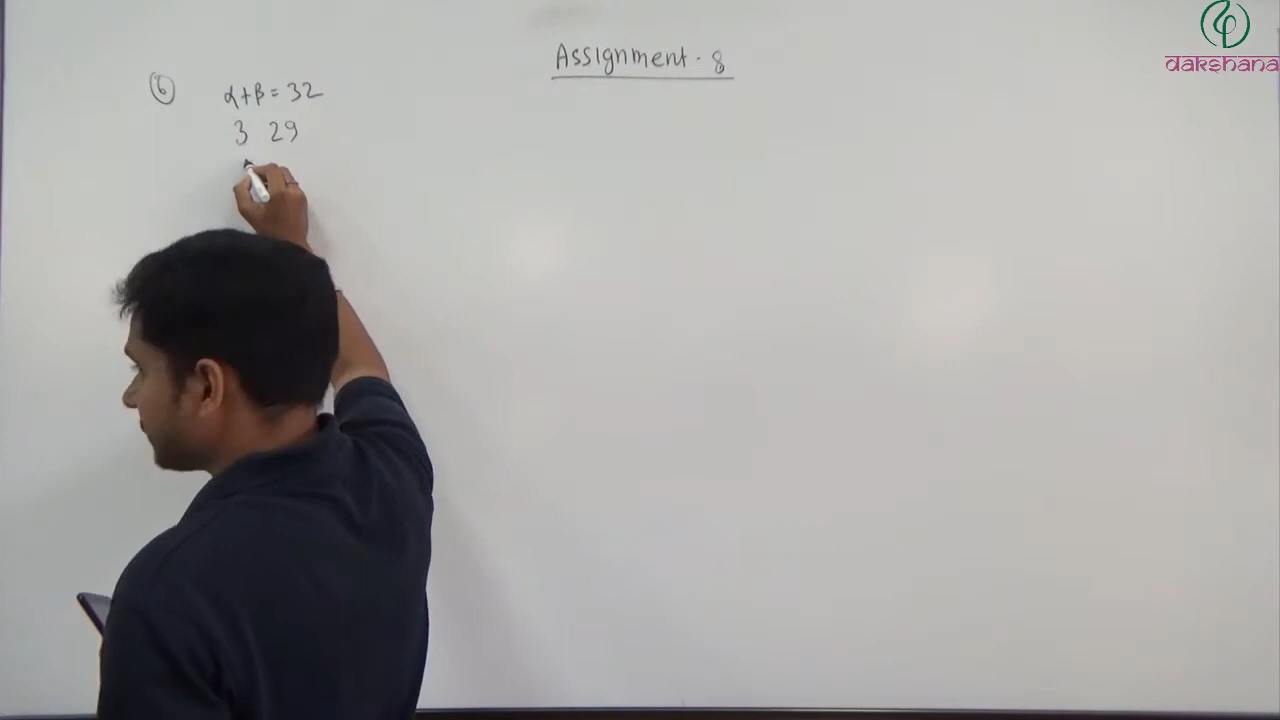 Assignment - 8
dakshana
6 α+β = 32
3 29